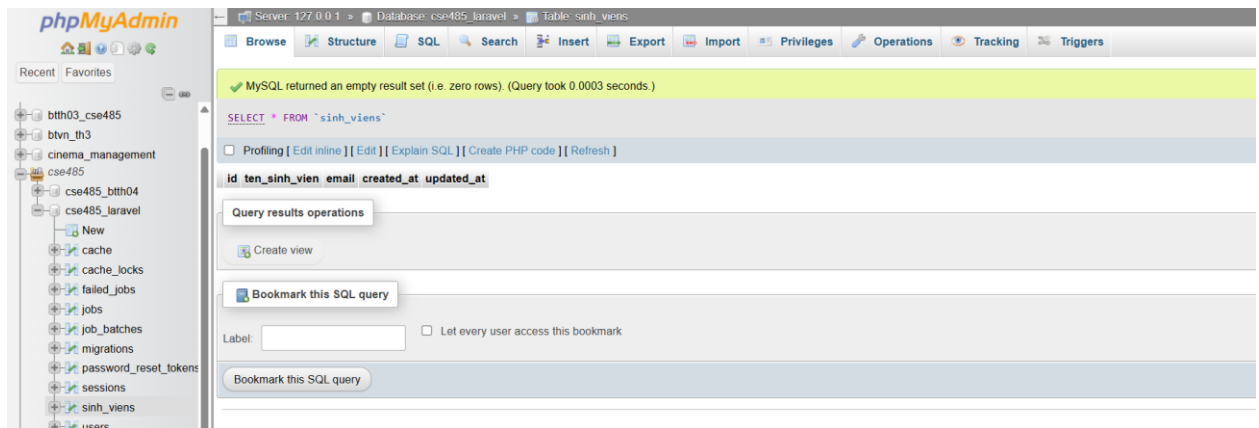 phpMyAdmin
Recent Favorites
btth03_cse485
btvn_th3
cinema_management
cse485
cse485_btth04
cse485_laravel
New
cache
cache_locks
failed_jobs
jobs
job_batches
migrations
password_reset_tokens
sessions
sinh_viens
users
Server: 127.0.0.1 » Database: cse485_laravel » Table: sinh_viens
Browse Structure SQL Search Insert Export Import Privileges Operations Tracking Triggers
MySQL returned an empty result set (i.e. zero rows). (Query took 0.0003 seconds.)
SELECT * FROM `sinh_viens`
Profiling [ Edit inline ] [ Edit ] [ Explain SQL ] [ Create PHP code ] [ Refresh ]
id ten_sinh_vien email created_at updated_at
Query results operations
Create view
Bookmark this SQL query
Label: Let every user access this bookmark
Bookmark this SQL query